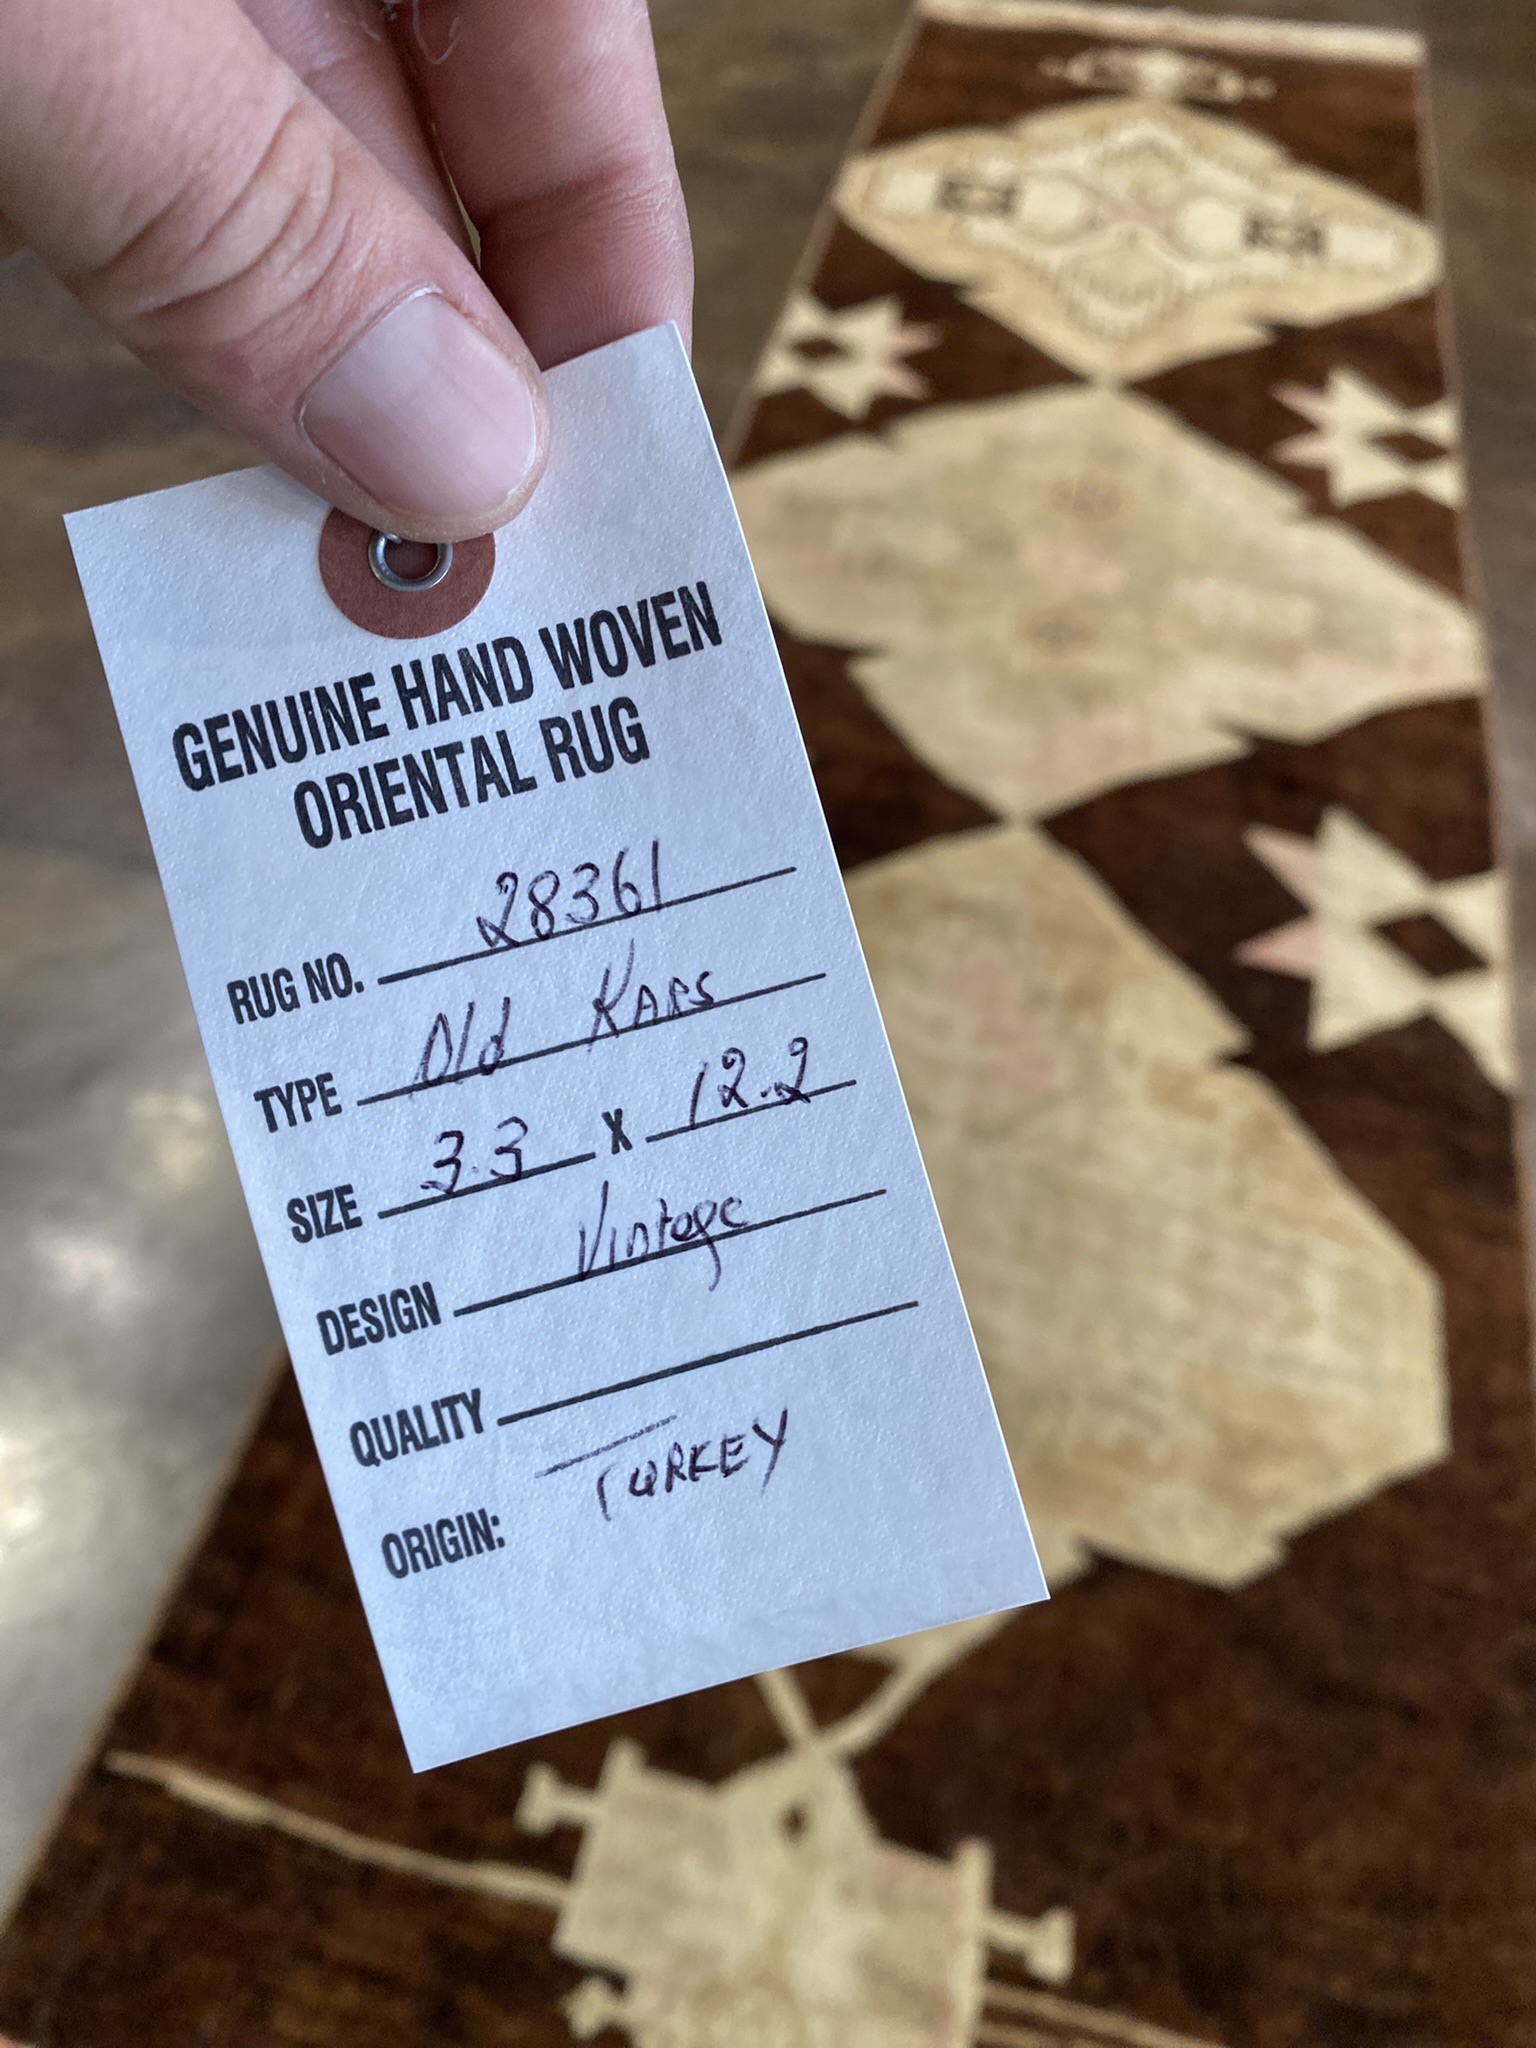 GENUINE HAND WOVEN
ORIENTAL RUG
RUG NO. 28361
TYPE Old KARS
SIZE 3.3 X 12.2
DESIGN Vintage
QUALITY
ORIGIN: TURKEY